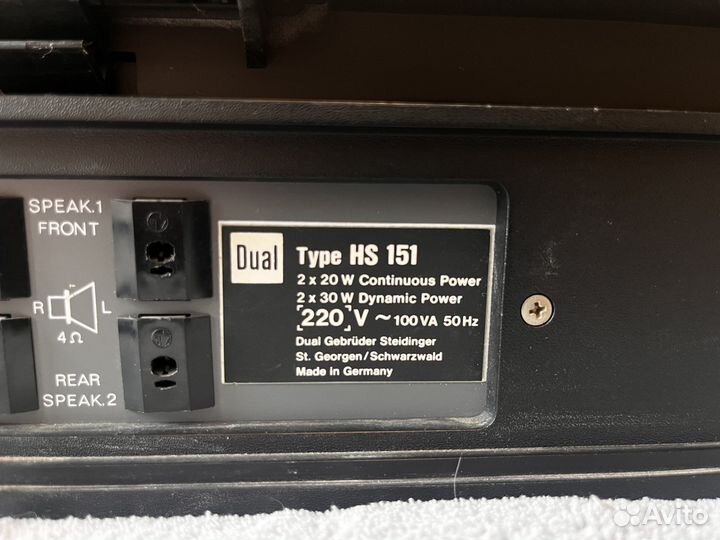 SPEAK.1
FRONT
R L
4Ω
REAR
SPEAK.2
Dual Type HS 151
2 x 20 W Continuous Power
2 x 30 W Dynamic Power
[220] V ~ 100 VA 50 Hz
Dual Gebrüder Steidinger
St. Georgen/Schwarzwald
Made in Germany
Avito